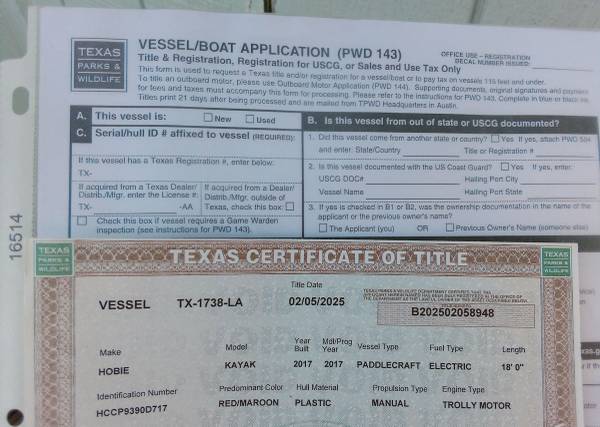 TEXAS
PARKS &
WILDLIFE
VESSEL/BOAT APPLICATION (PWD 143)
Title & Registration, Registration for USCG, or Sales and Use Tax Only
OFFICE USE – REGISTRATION
DECAL NUMBER ISSUED:
This form is used to request a Texas title and/or registration for a vessel/boat or to pay tax on vessels 115 feet and under.
To title an outboard motor, please use Outboard Motor Application (PWD 144). Supporting documents, original signatures and payment
for fees and taxes must accompany this form for processing. Please refer to the instructions for PWD 143. Complete in blue or black ink.
Titles print 21 days after being processed and are mailed from TPWD Headquarters in Austin.
A. This vessel is: New Used
C. Serial/hull ID # affixed to vessel (REQUIRED):
If this vessel has a Texas Registration #, enter below:
TX-
If acquired from a Texas Dealer/
Distrib./Mfgr. enter the License #:
TX- -AA
If acquired from a Dealer/
Distrib./Mfgr. outside of
Texas, check this box
Check this box if vessel requires a Game Warden
inspection (see instructions for PWD 143).
B. Is this vessel from out of state or USCG documented?
1. Did this vessel come from another state or country? Yes If yes, attach PWD 504
and enter: State/Country Title or Registration #
2. Is this vessel documented with the US Coast Guard? Yes If yes, enter:
USCG DOC# Hailing Port City
Vessel Name Hailing Port State
3. If yes is checked in B1 or B2, was the ownership documentation in the name of the
applicant or the previous owner's name?
The Applicant (you) OR Previous Owner's Name (someone else)
16514
TEXAS
PARKS &
WILDLIFE
TEXAS CERTIFICATE OF TITLE
TEXAS
PARKS &
WILDLIFE
Title Date
VESSEL TX-1738-LA 02/05/2025
B202502058948
Make Model Year Built Mdl/Prog Year Vessel Type Fuel Type Length
HOBIE KAYAK 2017 2017 PADDLECRAFT ELECTRIC 18' 0"
Identification Number Predominant Color Hull Material Propulsion Type Engine Type
HCCP9390D717 RED/MAROON PLASTIC MANUAL TROLLY MOTOR